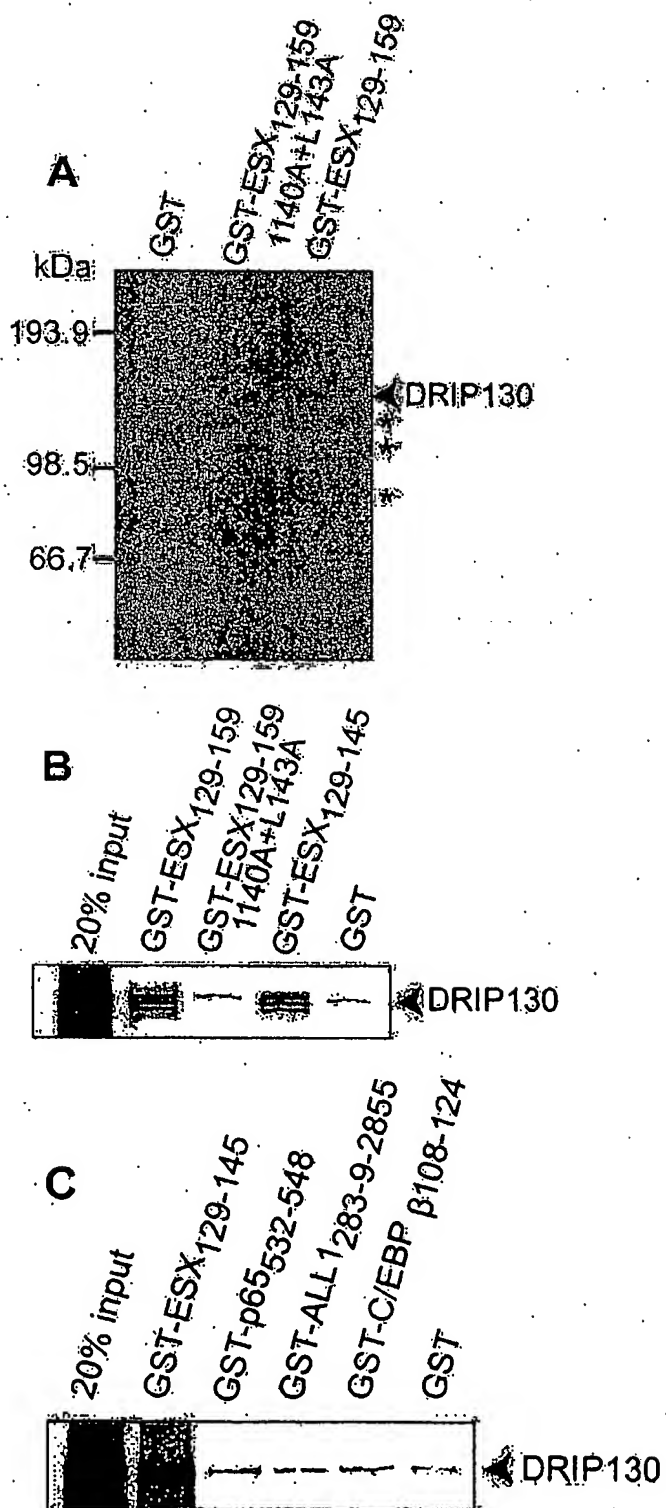 A
GST
GST-ESX129-159
1140A+L143A
GST-ESX129-159
kDa
193.9
DRIP130
*
*
98.5
*
66.7
B
20% input
GST-ESX129-159
GST-ESX129-159
1140A+L143A
GST-ESX129-145
GST
DRIP130
C
20% input
GST-ESX129-145
GST-p65532-548
GST-ALL1283-9-2855
GST-C/EBP β108-124
GST
DRIP130